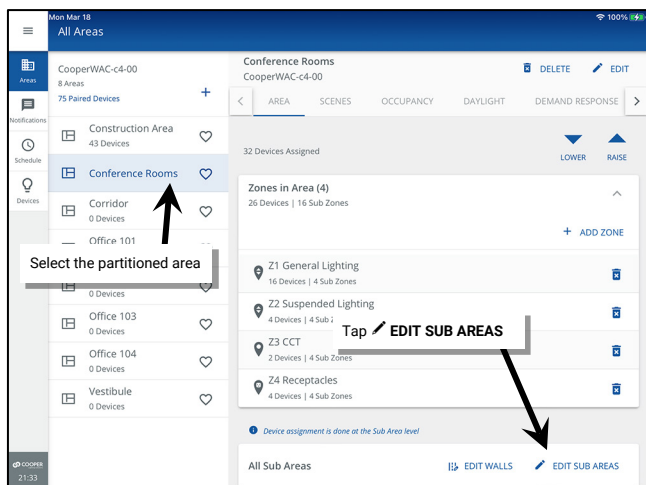 Mon Mar 18
100%
All Areas
Areas
Notifications
Schedule
Devices
COOPER
21:33
CooperWAC-c4-00
8 Areas
75 Paired Devices
+
Construction Area
43 Devices
Conference Rooms
Corridor
0 Devices
Office 101
Select the partitioned area
0 Devices
Office 103
0 Devices
Office 104
0 Devices
Vestibule
0 Devices
Conference Rooms
CooperWAC-c4-00
DELETE
EDIT
AREA SCENES OCCUPANCY DAYLIGHT DEMAND RESPONSE
32 Devices Assigned
LOWER RAISE
Zones in Area (4)
26 Devices | 16 Sub Zones
+ ADD ZONE
Z1 General Lighting
16 Devices | 4 Sub Zones
Z2 Suspended Lighting
4 Devices | 4 Sub
Tap EDIT SUB AREAS
Z3 CCT
2 Devices | 4 Sub Zones
Z4 Receptacles
4 Devices | 4 Sub Zones
Device assignment is done at the Sub Area level
All Sub Areas
EDIT WALLS
EDIT SUB AREAS